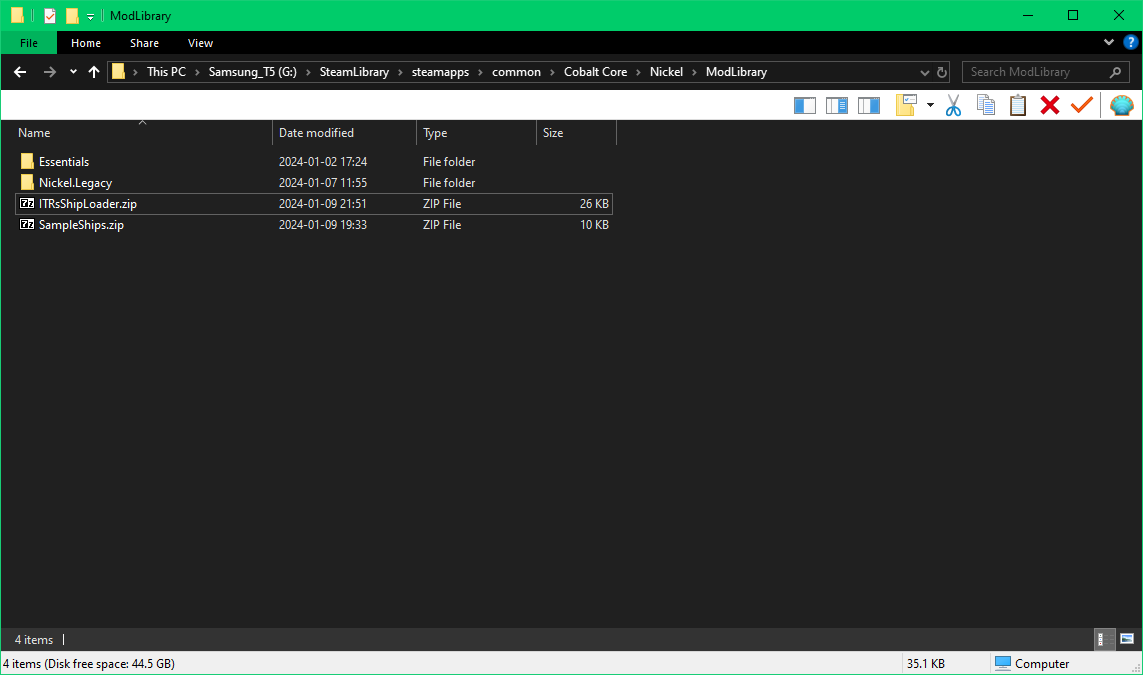 ModLibrary
File Home Share View
This PC Samsung_T5 (G:) SteamLibrary steamapps common Cobalt Core Nickel ModLibrary Search ModLibrary
Name Date modified Type Size
Essentials 2024-01-02 17:24 File folder
Nickel.Legacy 2024-01-07 11:55 File folder
ITRsShipLoader.zip 2024-01-09 21:51 ZIP File 26 KB
SampleShips.zip 2024-01-09 19:33 ZIP File 10 KB
4 items
4 items (Disk free space: 44.5 GB) 35.1 KB Computer